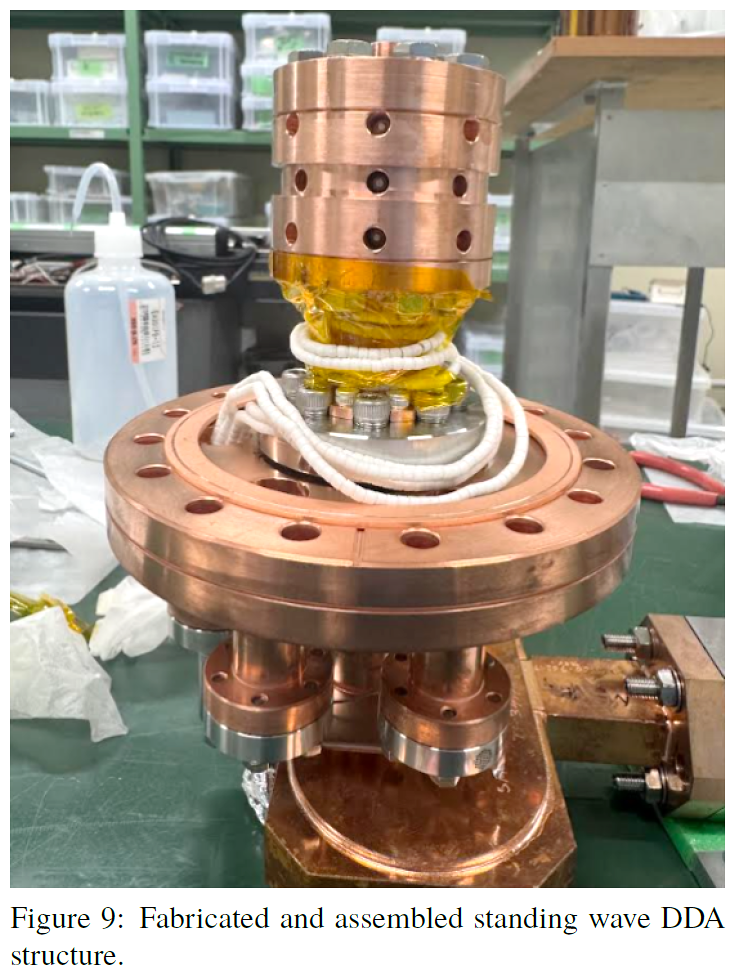 Figure 9: Fabricated and assembled standing wave DDA
structure.